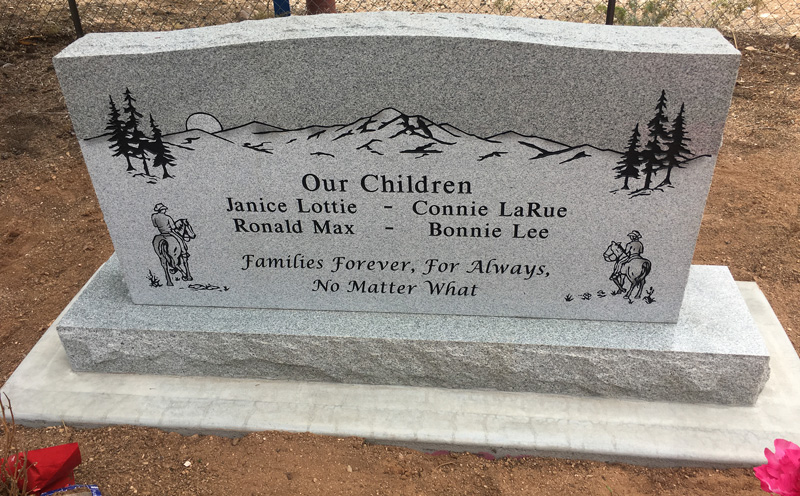 Our Children
Janice Lottie - Connie LaRue
Ronald Max - Bonnie Lee
Families Forever, For Always,
No Matter What